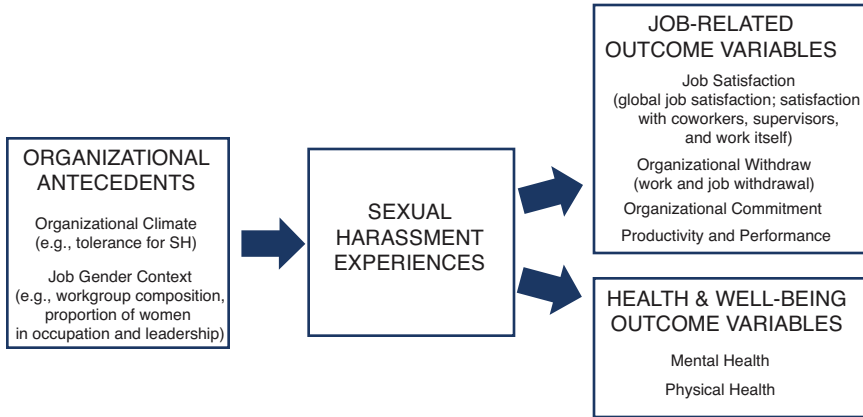 ORGANIZATIONAL
ANTECEDENTS
Organizational Climate
(e.g., tolerance for SH)
Job Gender Context
(e.g., workgroup composition,
proportion of women
in occupation and leadership)
SEXUAL
HARASSMENT
EXPERIENCES
JOB-RELATED
OUTCOME VARIABLES
Job Satisfaction
(global job satisfaction; satisfaction
with coworkers, supervisors,
and work itself)
Organizational Withdraw
(work and job withdrawal)
Organizational Commitment
Productivity and Performance
HEALTH & WELL-BEING
OUTCOME VARIABLES
Mental Health
Physical Health